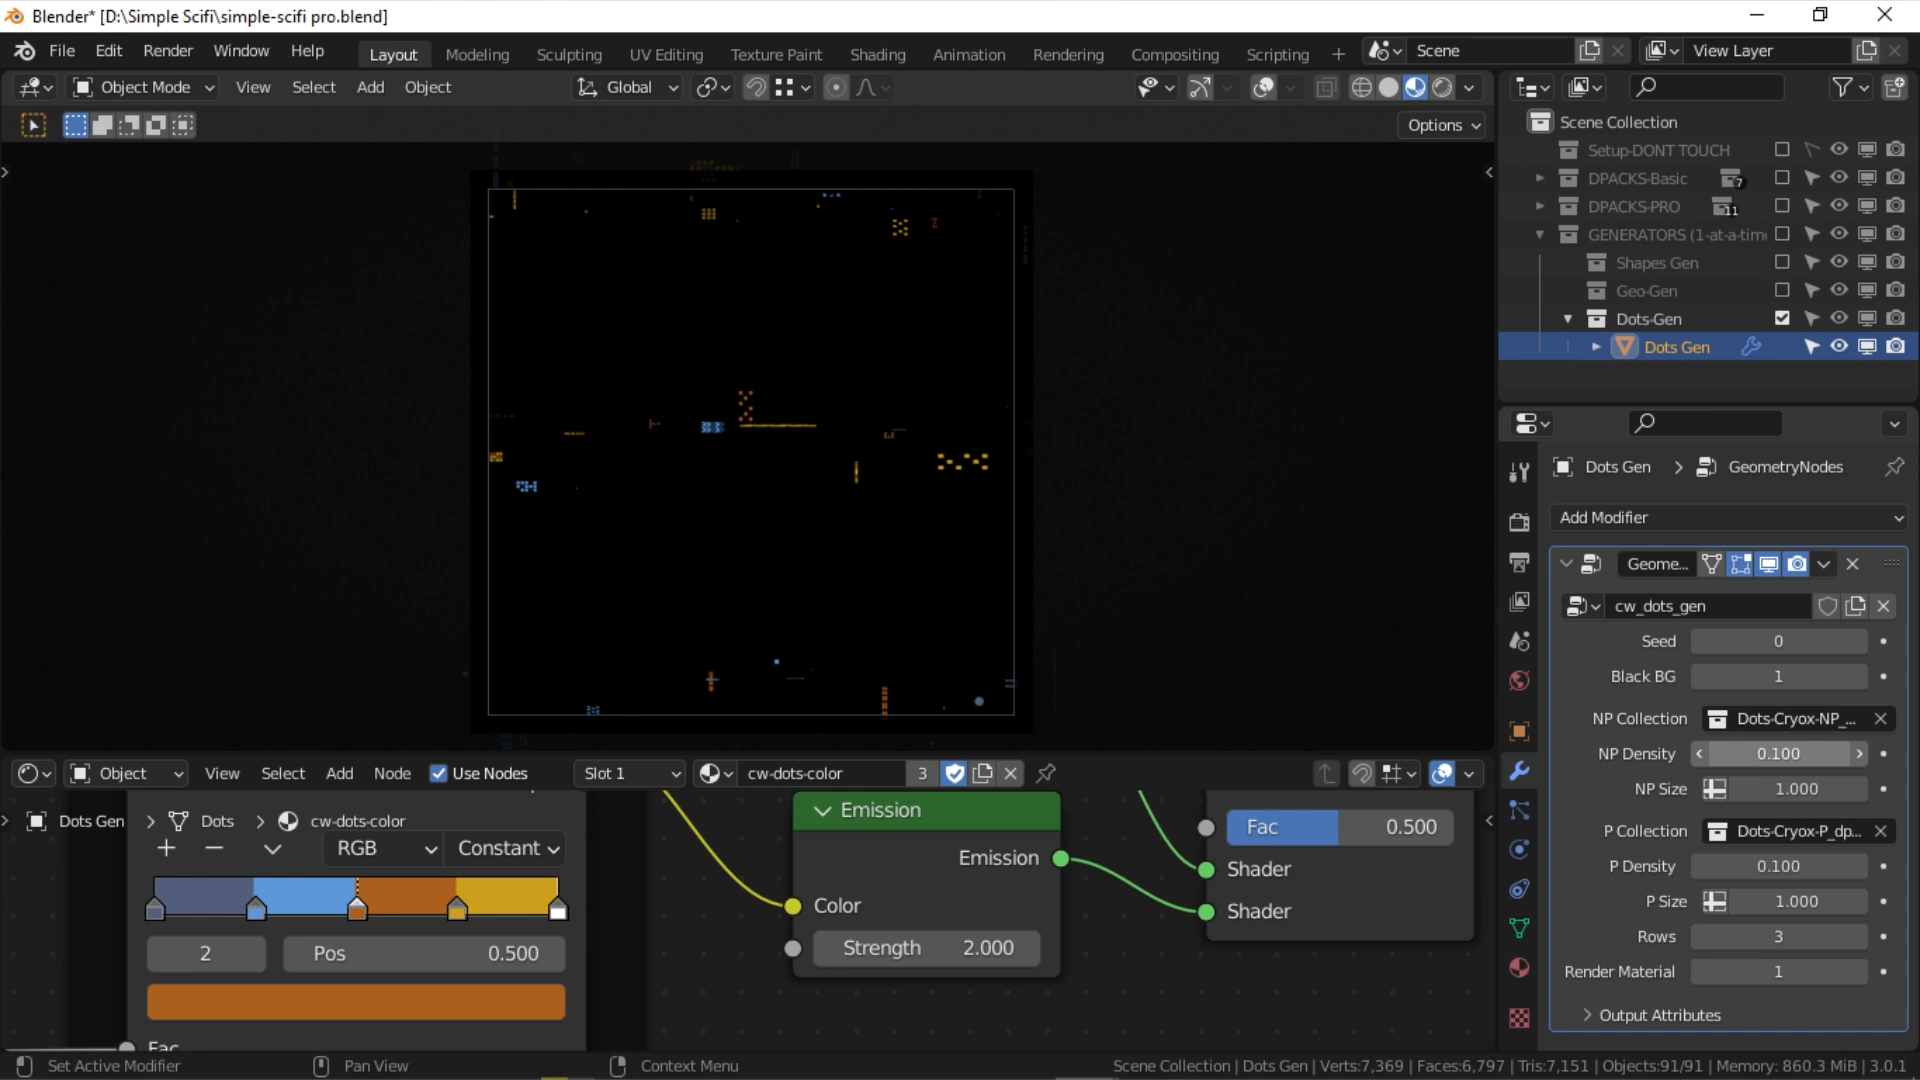 Blender* [D:\Simple Scifi\simple-scifi pro.blend]
File Edit Render Window Help Layout Modeling Sculpting UV Editing Texture Paint Shading Animation Rendering Compositing Scripting + Scene View Layer
Object Mode View Select Add Object Global
Options
Scene Collection
Setup-DONT TOUCH
DPACKS-Basic 7
DPACKS-PRO 11
GENERATORS (1-at-a-tim
Shapes Gen
Geo-Gen
Dots-Gen
Dots Gen
Dots Gen > GeometryNodes
Add Modifier
Geome...
cw_dots_gen
Seed 0
Black BG 1
NP Collection Dots-Cryox-NP_...
NP Density 0.100
NP Size 1.000
P Collection Dots-Cryox-P_dp...
P Density 0.100
P Size 1.000
Rows 3
Render Material 1
Output Attributes
Object View Select Add Node Use Nodes Slot 1 cw-dots-color 3
Dots Gen > Dots > cw-dots-color
RGB Constant
2 Pos 0.500
Fac
Emission
Emission
Color
Strength 2.000
Fac 0.500
Shader
Shader
Set Active Modifier Pan View Context Menu Scene Collection | Dots Gen | Verts:7,369 | Faces:6,797 | Tris:7,151 | Objects:91/91 | Memory: 860.3 MiB | 3.0.1